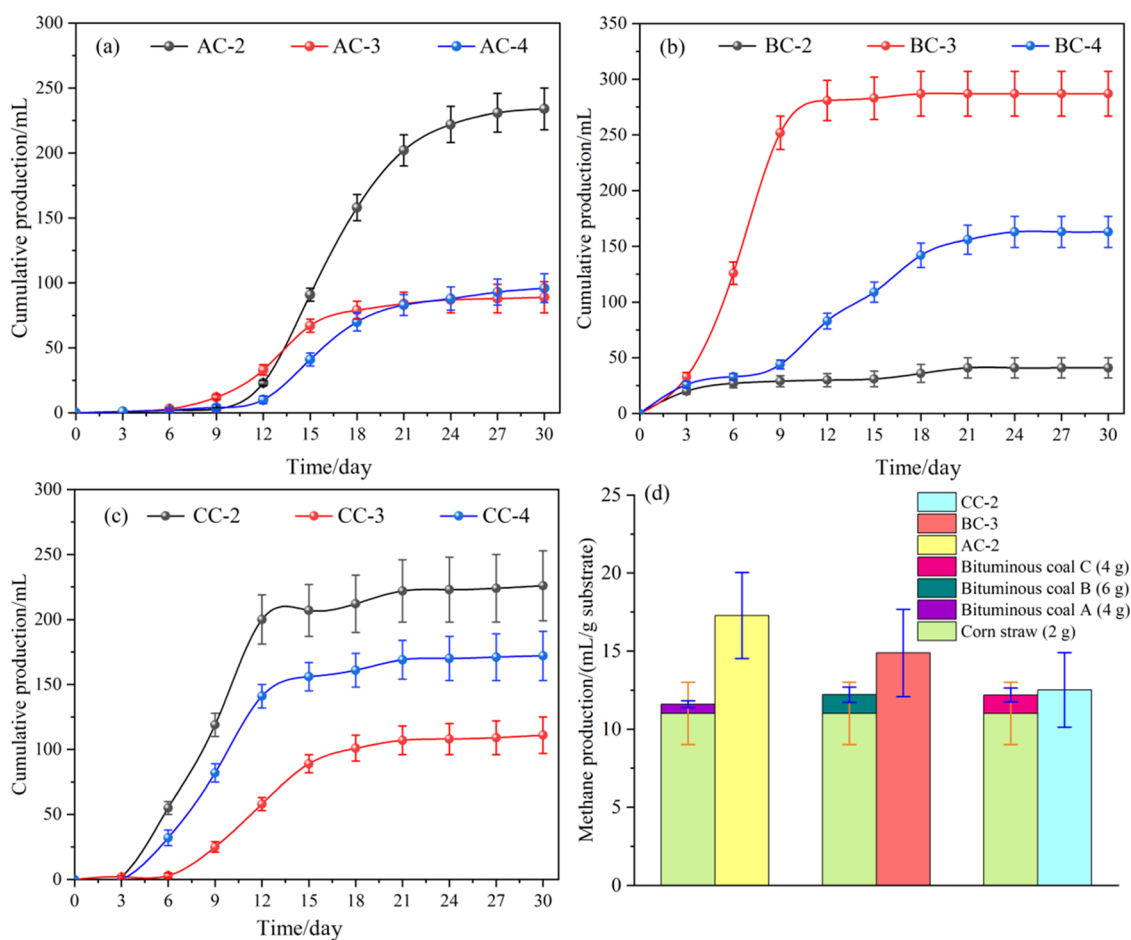 (a) AC-2 AC-3 AC-4
Cumulative production/mL
300
250
200
150
100
50
0
0 3 6 9 12 15 18 21 24 27 30
Time/day
(b) BC-2 BC-3 BC-4
Cumulative production/mL
350
300
250
200
150
100
50
0
0 3 6 9 12 15 18 21 24 27 30
Time/day
(c) CC-2 CC-3 CC-4
Cumulative production/mL
300
250
200
150
100
50
0
0 3 6 9 12 15 18 21 24 27 30
Time/day
(d)
Methane production/(mL/g substrate)
25
20
15
10
5
0
CC-2
BC-3
AC-2
Bituminous coal C (4 g)
Bituminous coal B (6 g)
Bituminous coal A (4 g)
Corn straw (2 g)